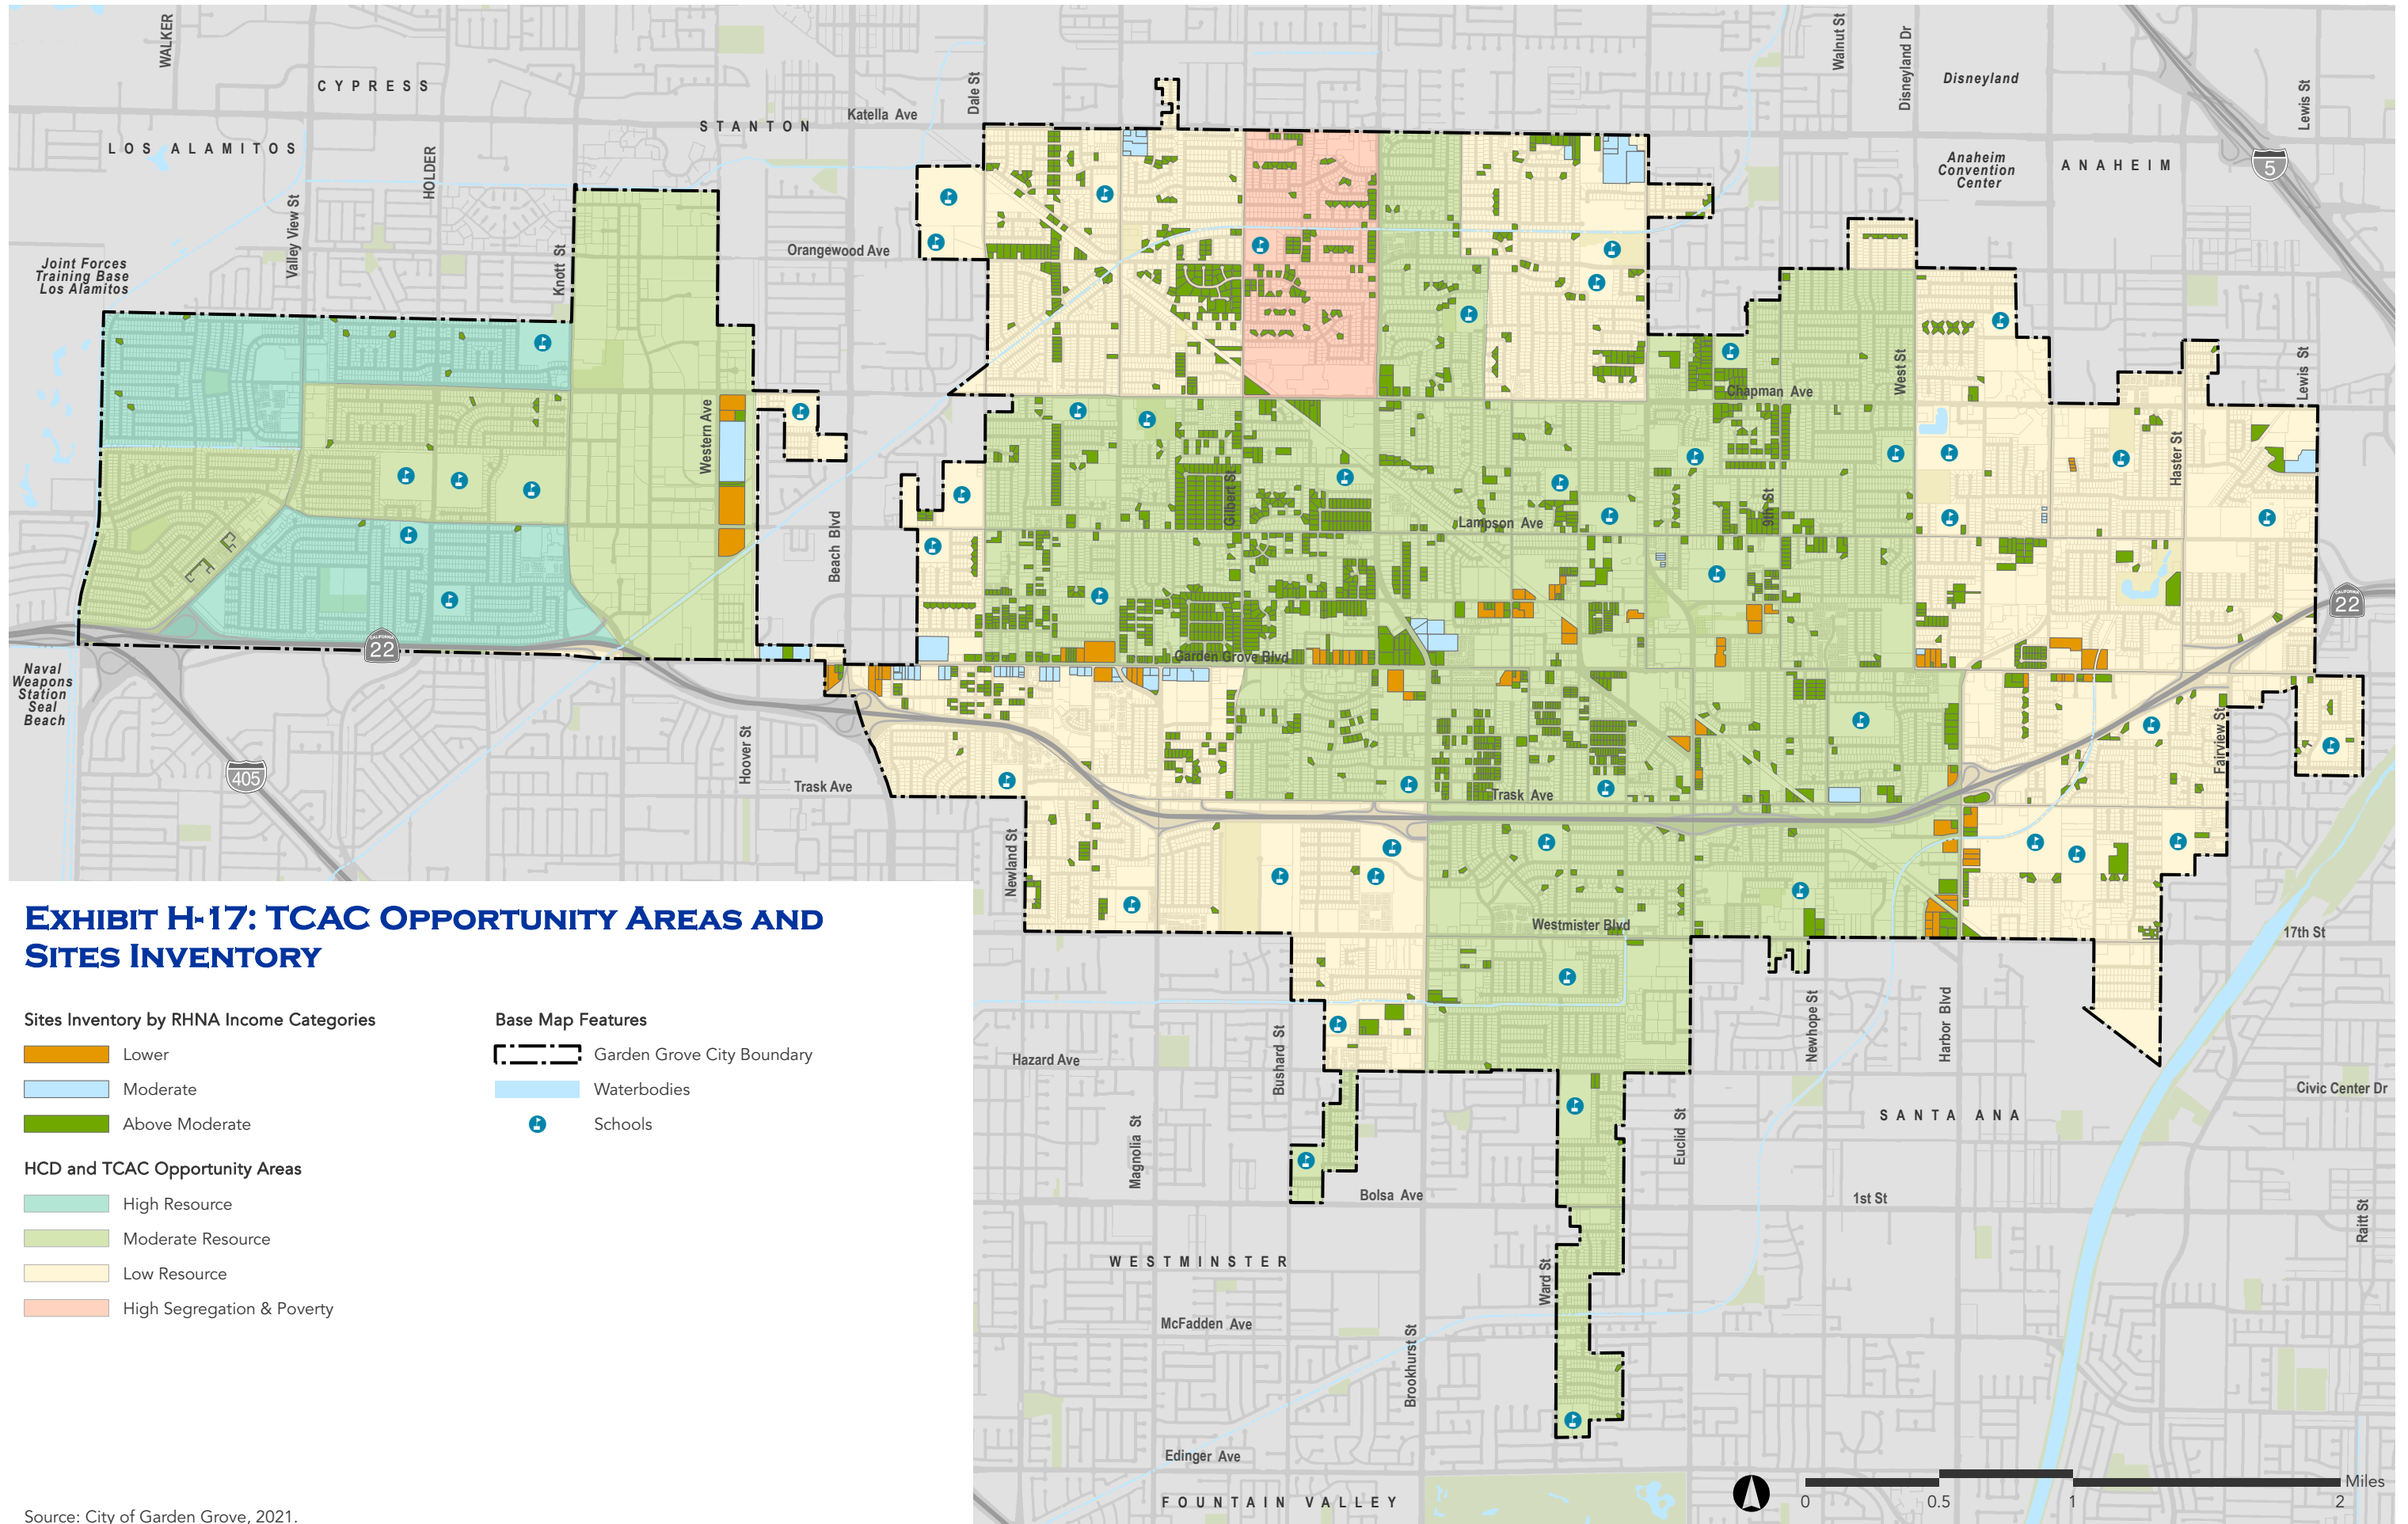 WALKER
CYPRESS
LOS ALAMITOS
HOLDER
Valley View St
Knott St
STANTON
Katella Ave
Dale St
Orangewood Ave
Walnut St
Disneyland Dr
Disneyland
Anaheim
Convention
Center
ANAHEIM
Lewis St
5
Joint Forces
Training Base
Los Alamitos
Western Ave
Beach Blvd
Gilbert St
Lampson Ave
Chapman Ave
9th St
West St
Haster St
Lewis St
CALIFORNIA
22
CALIFORNIA
22
Naval
Weapons
Station
Seal
Beach
405
Garden Grove Blvd
Hoover St
Trask Ave
Trask Ave
Fairview St
Newland St
Westmister Blvd
17th St
Exhibit H-17: TCAC Opportunity Areas and
Sites Inventory
Sites Inventory by RHNA Income Categories
Lower
Moderate
Above Moderate
HCD and TCAC Opportunity Areas
High Resource
Moderate Resource
Low Resource
High Segregation & Poverty
Base Map Features
Garden Grove City Boundary
Waterbodies
Schools
Hazard Ave
Bushard St
Magnolia St
Bolsa Ave
Euclid St
Newhope St
Harbor Blvd
SANTA ANA
Civic Center Dr
1st St
Raitt St
WESTMINSTER
Ward St
McFadden Ave
Brookhurst St
Edinger Ave
FOUNTAIN VALLEY
0
0.5
1
2
Miles
Source: City of Garden Grove, 2021.